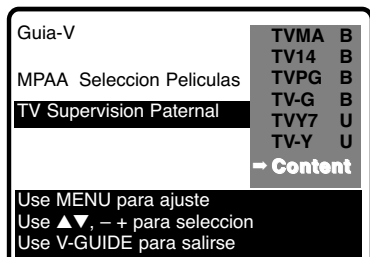 Guia-V
MPAA Seleccion Peliculas
TV Supervision Paternal
TVMA B
TV14 B
TVPG B
TV-G B
TVY7 U
TV-Y U
➡ Content
Use MENU para ajuste
Use ▲▼, – + para seleccion
Use V-GUIDE para salirse